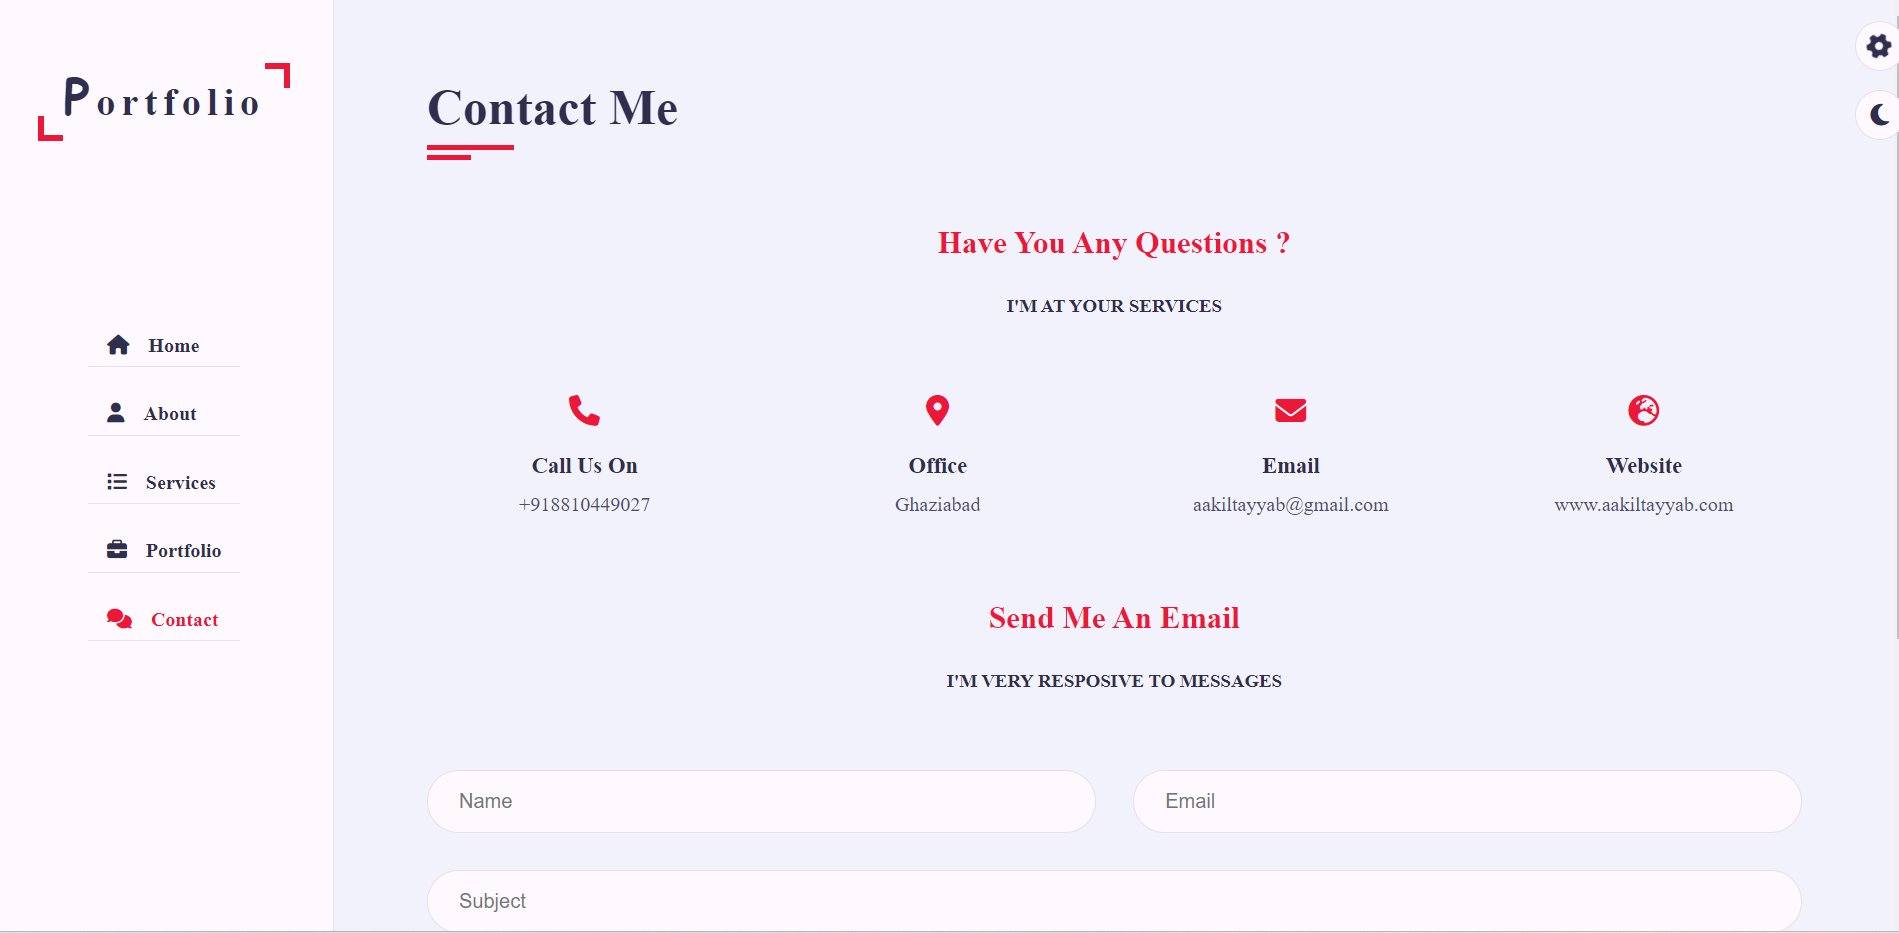 Portfolio
Home
About
Services
Portfolio
Contact
Contact Me
Have You Any Questions ?
I'M AT YOUR SERVICES
Call Us On
+918810449027
Office
Ghaziabad
Email
aakiltayyab@gmail.com
Website
www.aakiltayyab.com
Send Me An Email
I'M VERY RESPOSIVE TO MESSAGES
Name
Email
Subject